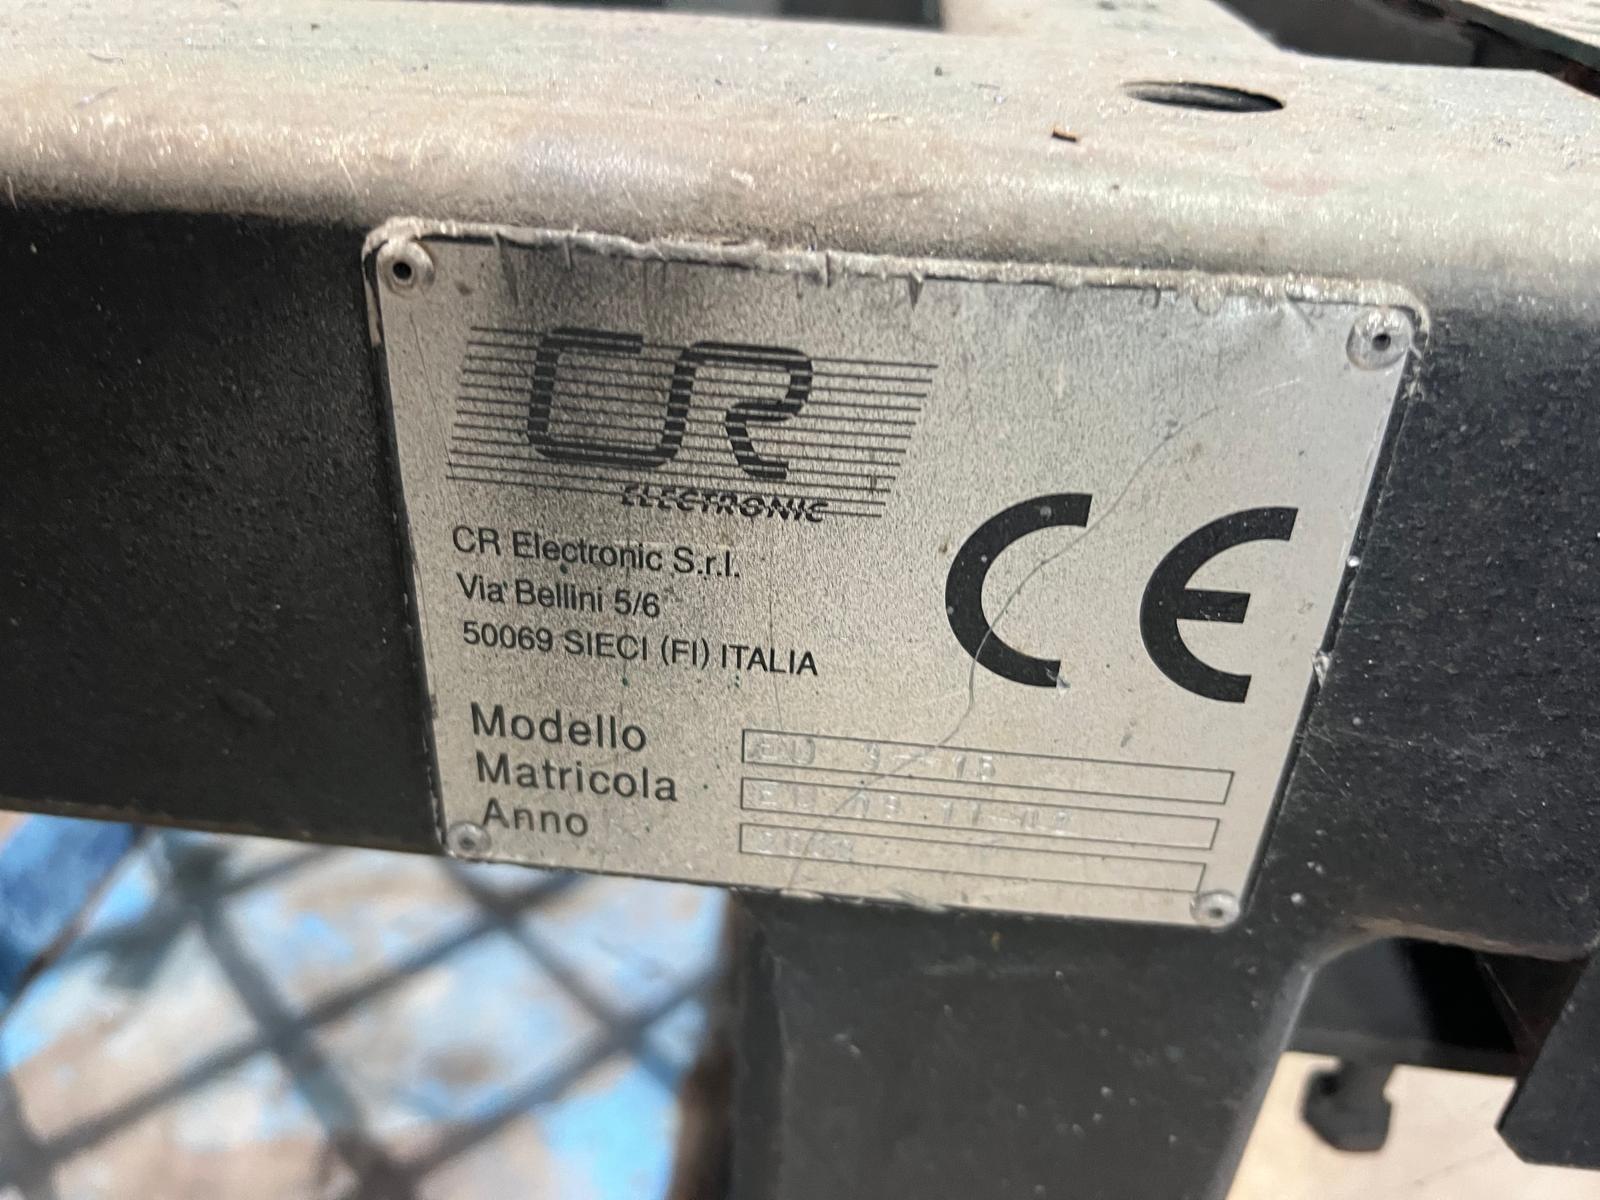 CR
ELECTRONIC
CR Electronic S.r.l.
Via Bellini 5/6
50069 SIECI (FI) ITALIA
CE
Modello
Matricola
Anno